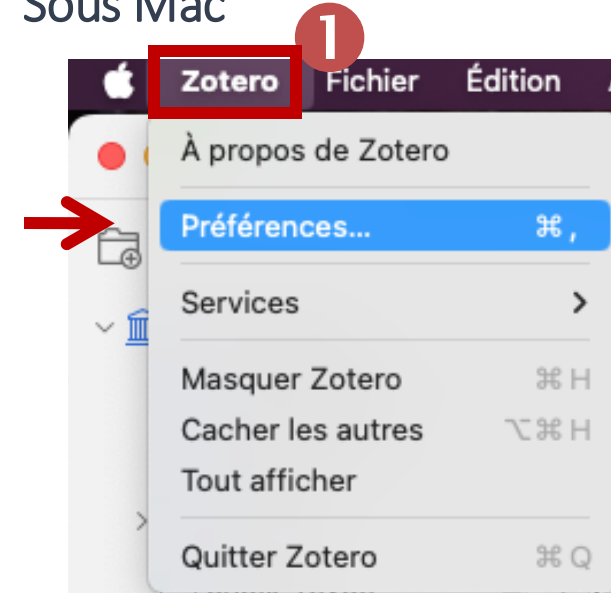 Sous Mac
1
Zotero Fichier Édition
À propos de Zotero
Préférences... ⌘ ,
Services
Masquer Zotero ⌘ H
Cacher les autres ⌥ ⌘ H
Tout afficher
Quitter Zotero ⌘ Q